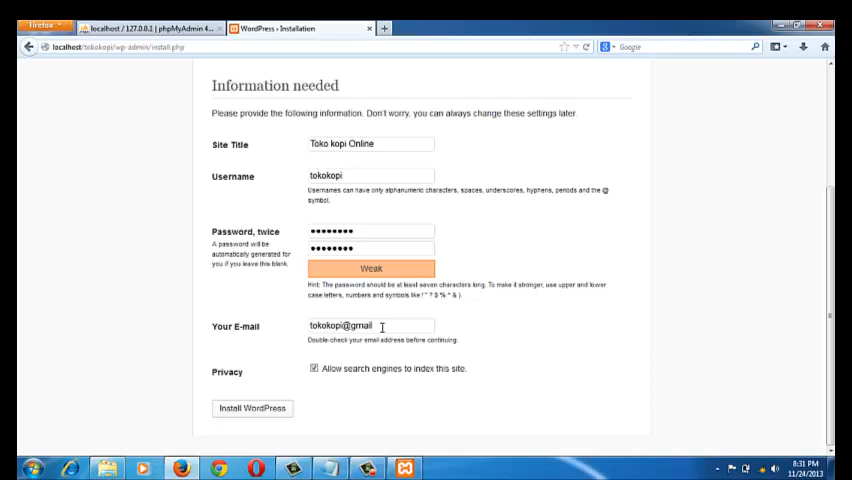 Firefox
localhost / 127.0.0.1 | phpMyAdmin 4...
WordPress › Installation
localhost/tokokopi/wp-admin/install.php
Google
Information needed
Please provide the following information. Don't worry, you can always change these settings later.
Site Title
Toko kopi Online
Username
tokokopi
Usernames can have only alphanumeric characters, spaces, underscores, hyphens, periods and the @
symbol.
Password, twice
A password will be
automatically generated for
you if you leave this blank.
Weak
Hint: The password should be at least seven characters long. To make it stronger, use upper and lower
case letters, numbers and symbols like ! " ? $ % ^ & ).
Your E-mail
tokokopi@gmail
Double-check your email address before continuing.
Privacy
Allow search engines to index this site.
Install WordPress
8:31 PM
11/24/2013